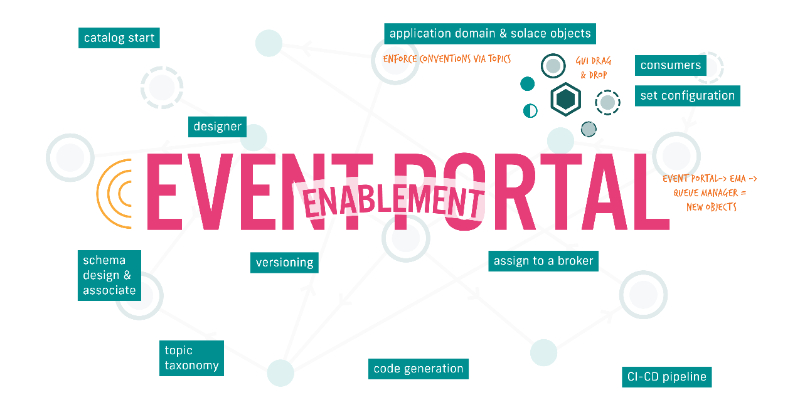 catalog start
application domain & solace objects
ENFORCE CONVENTIONS VIA TOPICS
GUI DRAG
& DROP
consumers
set configuration
designer
EVENT PORTAL
ENABLEMENT
EVENT PORTAL-> EMA ->
QUEUE MANAGER =
NEW OBJECTS
schema
design &
associate
versioning
assign to a broker
topic
taxonomy
code generation
CI-CD pipeline